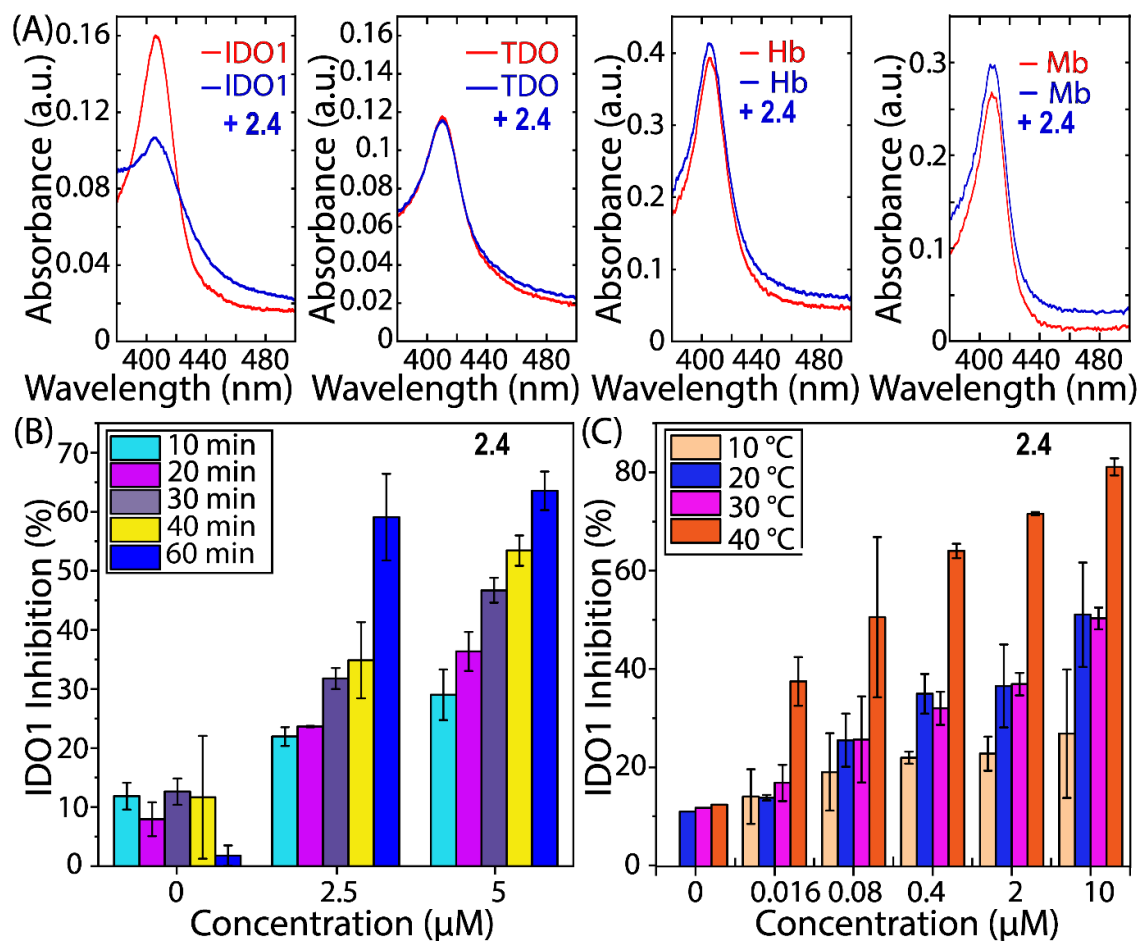 (A)
0.16
0.12
0.08
0.04
0
IDO1
IDO1
+ 2.4
400 440 480
Absorbance (a.u.)
Wavelength (nm)
0.16
0.14
0.12
0.1
0.08
0.06
0.04
0.02
0
TDO
TDO
+ 2.4
400 440 480
Absorbance (a.u.)
Wavelength (nm)
0.4
0.3
0.2
0.1
0
Hb
Hb
+ 2.4
400 440 480
Absorbance (a.u.)
Wavelength (nm)
0.3
0.2
0.1
0
Mb
Mb
+ 2.4
400 440 480
Absorbance (a.u.)
Wavelength (nm)
(B)
2.4
10 min
20 min
30 min
40 min
60 min
70
60
50
40
30
20
10
0
IDO1 Inhibition (%)
0 2.5 5
Concentration (μM)
(C)
2.4
10 °C
20 °C
30 °C
40 °C
80
60
40
20
0
IDO1 Inhibition (%)
0 0.016 0.08 0.4 2 10
Concentration (μM)